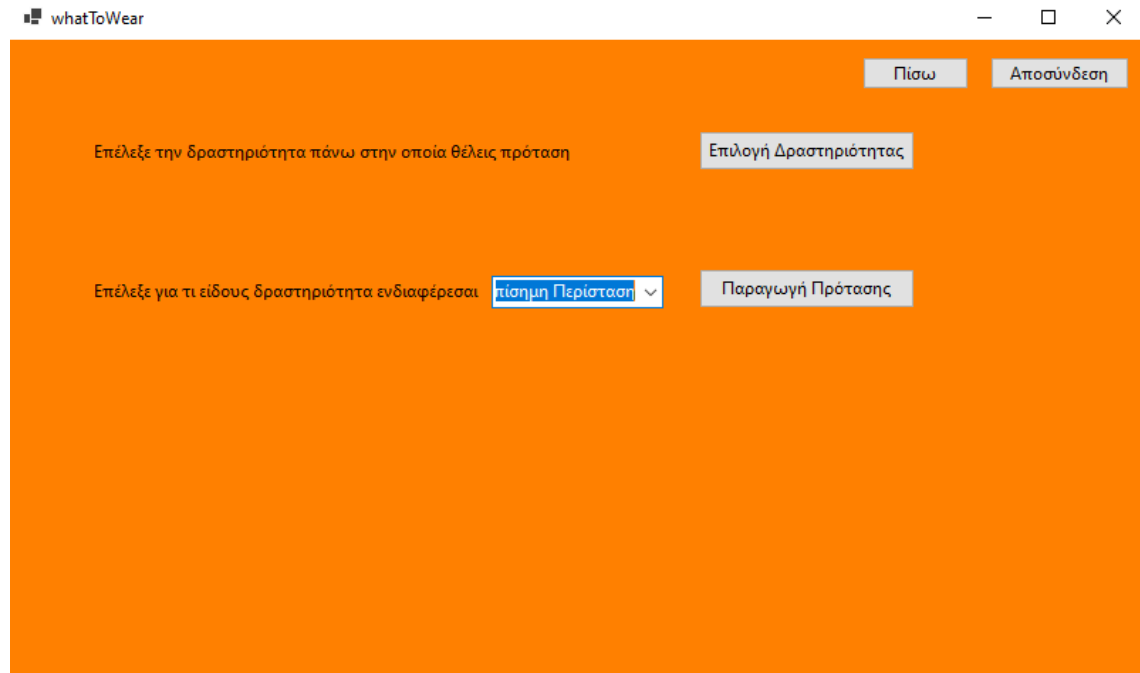 whatToWear
Πίσω Αποσύνδεση
Επέλεξε την δραστηριότητα πάνω στην οποία θέλεις πρόταση Επιλογή Δραστηριότητας
Επέλεξε για τι είδους δραστηριότητα ενδιαφέρεσαι πίσημη Περίσταση Παραγωγή Πρότασης